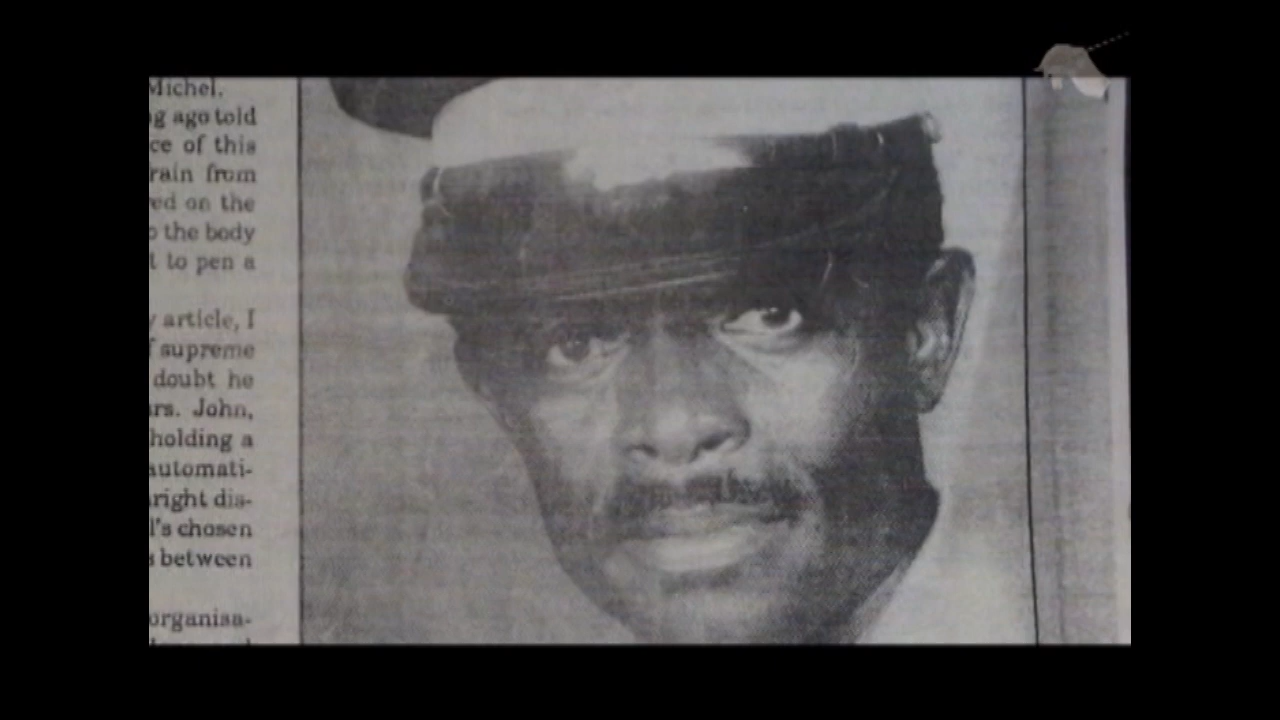 Michel.
g ago told
ce of this
rain from
ed on the
o the body
t to pen a
y article, I
f supreme
doubt he
rs. John,
holding a
automati-
right dis-
l's chosen
s between
organisa-